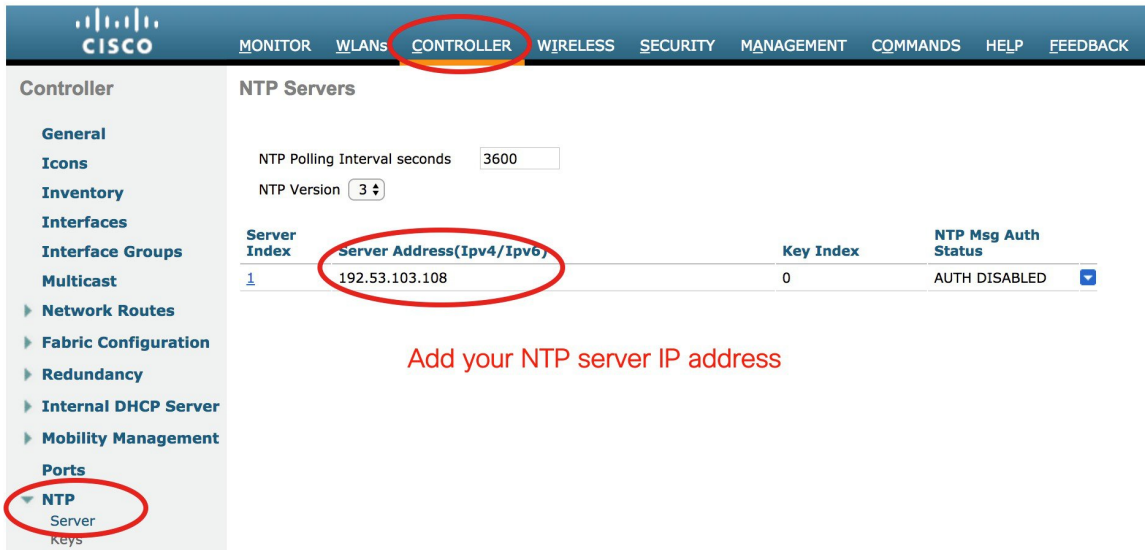 CISCO
MONITOR WLANs CONTROLLER WIRELESS SECURITY MANAGEMENT COMMANDS HELP FEEDBACK
Controller
General
Icons
Inventory
Interfaces
Interface Groups
Multicast
Network Routes
Fabric Configuration
Redundancy
Internal DHCP Server
Mobility Management
Ports
NTP
Server
Keys
NTP Servers
NTP Polling Interval seconds 3600
NTP Version 3
Server Index Server Address(Ipv4/Ipv6) Key Index NTP Msg Auth Status
1 192.53.103.108 0 AUTH DISABLED
Add your NTP server IP address